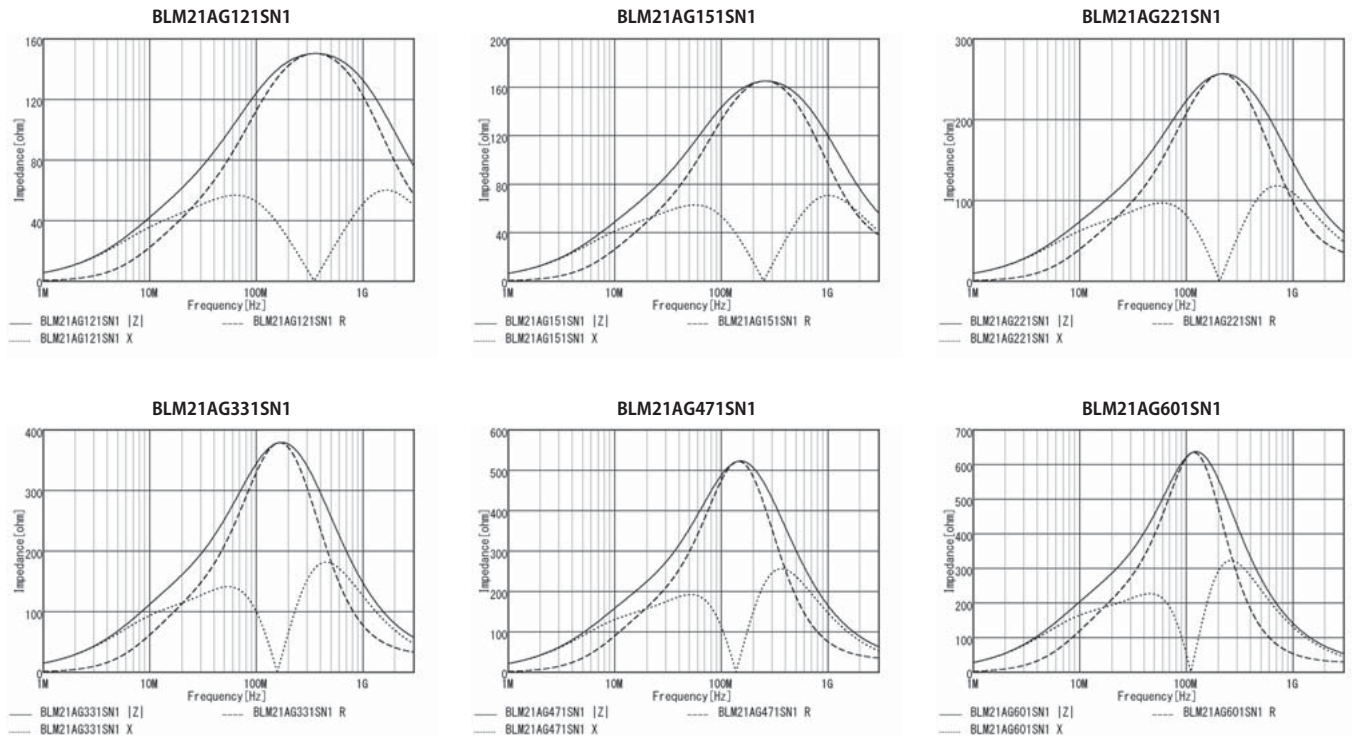 BLM21AG121SN1
160
120
80
40
0
Impedance[ohm]
1M 10M 100M 1G
Frequency[Hz]
BLM21AG121SN1 |Z| BLM21AG121SN1 R
BLM21AG121SN1 X
BLM21AG151SN1
200
160
120
80
40
0
Impedance[ohm]
1M 10M 100M 1G
Frequency[Hz]
BLM21AG151SN1 |Z| BLM21AG151SN1 R
BLM21AG151SN1 X
BLM21AG221SN1
300
200
100
0
Impedance[ohm]
1M 10M 100M 1G
Frequency[Hz]
BLM21AG221SN1 |Z| BLM21AG221SN1 R
BLM21AG221SN1 X
BLM21AG331SN1
400
300
200
100
0
Impedance[ohm]
1M 10M 100M 1G
Frequency[Hz]
BLM21AG331SN1 |Z| BLM21AG331SN1 R
BLM21AG331SN1 X
BLM21AG471SN1
600
500
400
300
200
100
0
Impedance[ohm]
1M 10M 100M 1G
Frequency[Hz]
BLM21AG471SN1 |Z| BLM21AG471SN1 R
BLM21AG471SN1 X
BLM21AG601SN1
700
600
500
400
300
200
100
0
Impedance[ohm]
1M 10M 100M 1G
Frequency[Hz]
BLM21AG601SN1 |Z| BLM21AG601SN1 R
BLM21AG601SN1 X